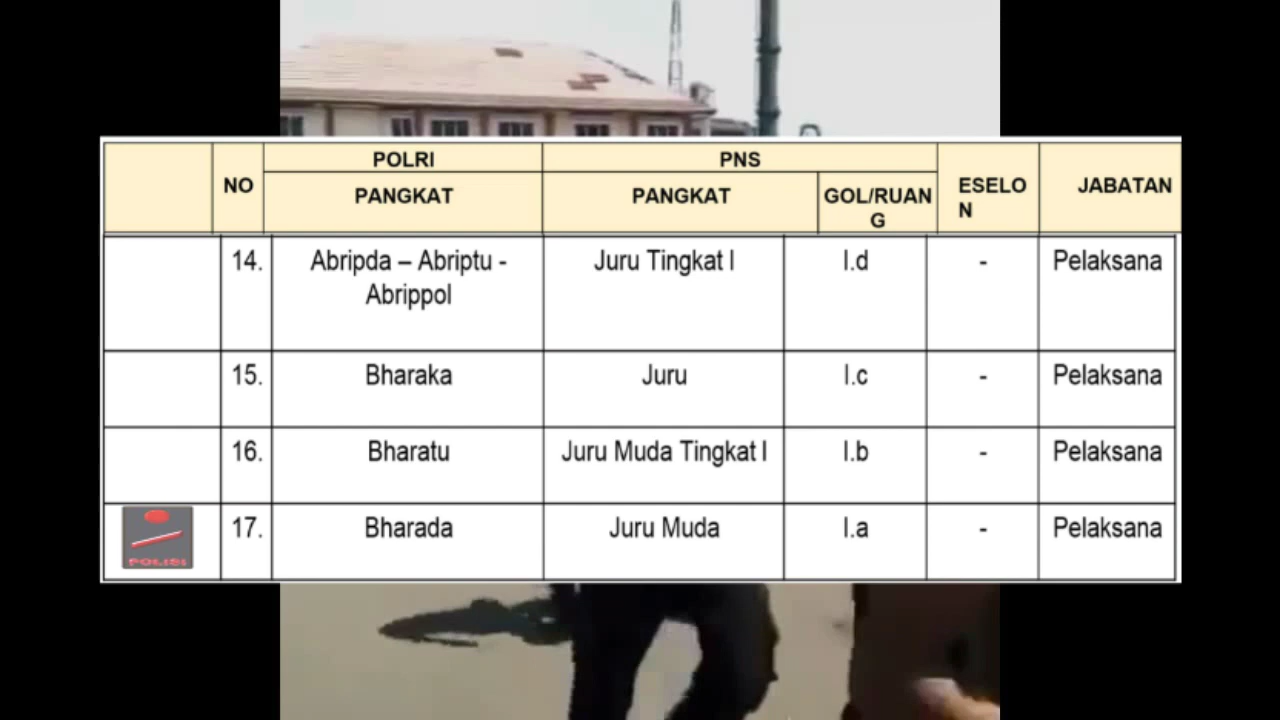 NO POLRI PNS ESELO
N JABATAN
PANGKAT PANGKAT GOL/RUAN
G
14. Abripda – Abriptu -
Abrippol Juru Tingkat I I.d - Pelaksana
15. Bharaka Juru I.c - Pelaksana
16. Bharatu Juru Muda Tingkat I I.b - Pelaksana
17. Bharada Juru Muda I.a - Pelaksana
POLISI